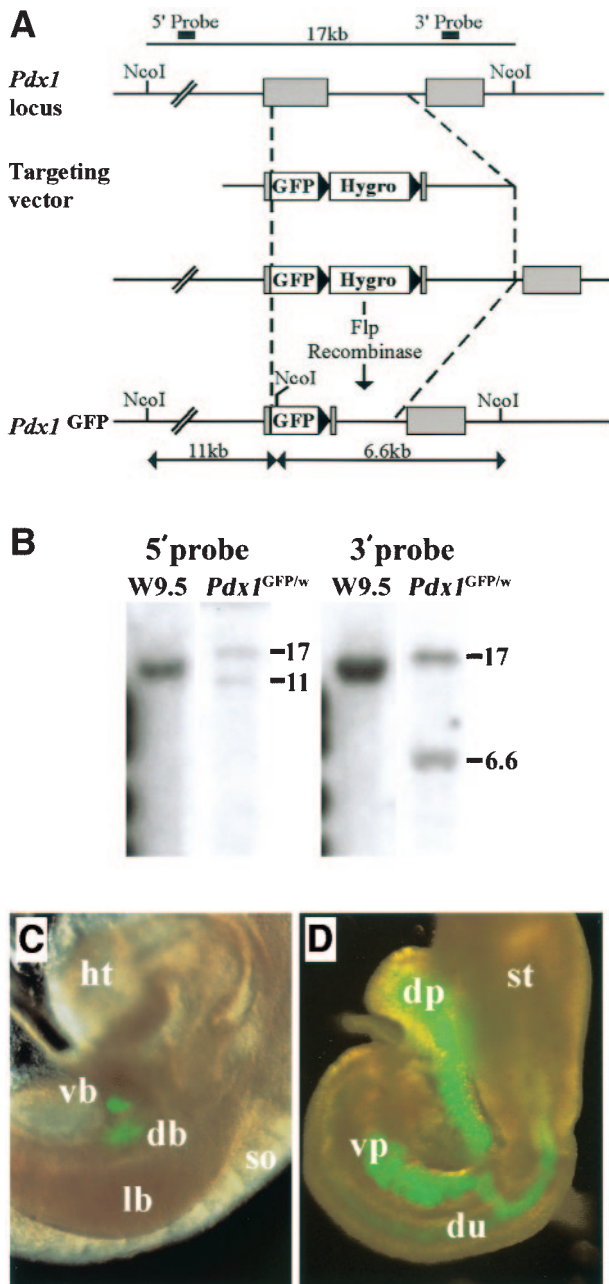 A
5' Probe
3' Probe
17kb
NcoI
NcoI
Pdx1
locus
Targeting
vector
GFP
Hygro
GFP
Hygro
Flp
Recombinase
NcoI
NcoI
NcoI
Pdx1 GFP
GFP
11kb
6.6kb
B
5′probe
3′probe
W9.5
Pdx1GFP/w
W9.5
Pdx1GFP/w
17
11
17
6.6
C
ht
vb
db
so
lb
D
dp
st
vp
du